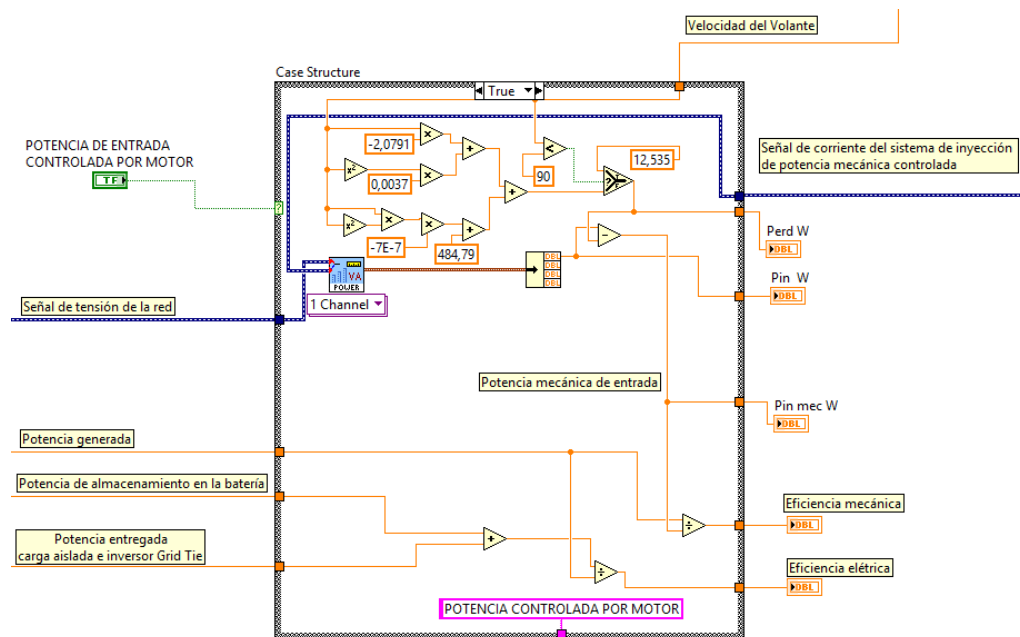 Velocidad del Volante
Case Structure
True
POTENCIA DE ENTRADA
CONTROLADA POR MOTOR
TF
?
-2,0791
x
+
<
12,535
Señal de corriente del sistema de inyección
de potencia mecánica controlada
x²
0,0037
x
90
?
+
x²
x
x
+
-
Perd W
DBL
-7E-7
484,79
DBL
DBL
DBL
DBL
Pin W
DBL
VA
POWER
1 Channel
Señal de tensión de la red
Potencia mecánica de entrada
Pin mec W
DBL
Potencia generada
Potencia de almacenamiento en la batería
Eficiencia mecánica
÷
DBL
Potencia entregada
carga aislada e inversor Grid Tie
+
÷
Eficiencia elétrica
DBL
POTENCIA CONTROLADA POR MOTOR